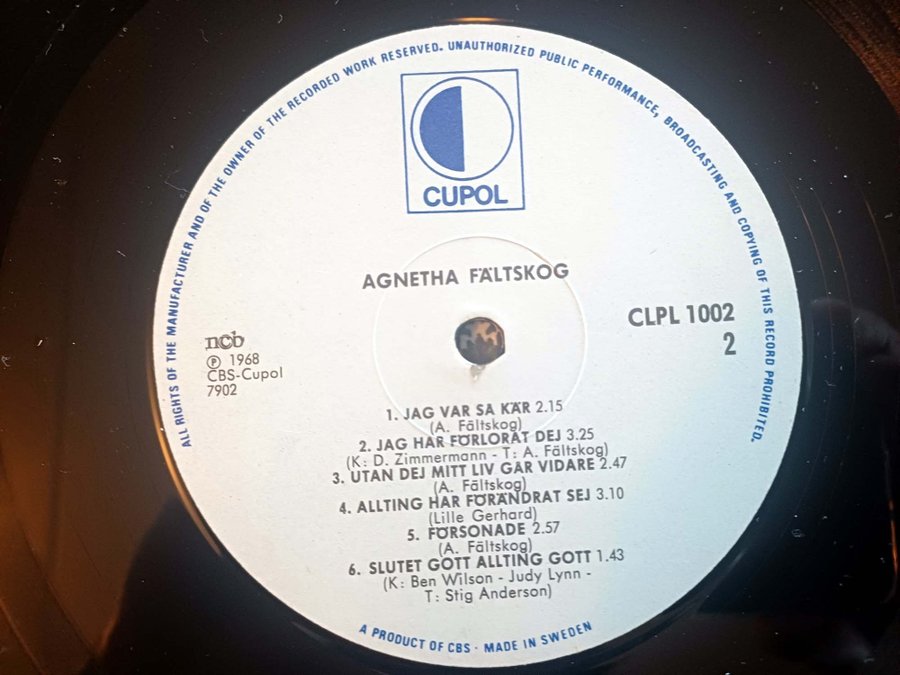 ALL RIGHTS OF THE MANUFACTURER AND OF THE OWNER OF THE RECORDED WORK RESERVED. UNAUTHORIZED PUBLIC PERFORMANCE, BROADCASTING AND COPYING OF THIS RECORD PROHIBITED.
CUPOL
AGNETHA FÄLTSKOG
CLPL 1002
2
ncb
Ⓟ 1968
CBS-Cupol
7902
1. JAG VAR SA KÄR 2.15
(A. Fältskog)
2. JAG HAR FÖRLORAT DEJ 3.25
(K: D. Zimmermann - T: A. Fältskog)
3. UTAN DEJ MITT LIV GAR VIDARE 2.47
(A. Fältskog)
4. ALLTING HAR FÖRÄNDRAT SEJ 3.10
(Lille Gerhard)
5. FÖRSONADE 2.57
(A. Fältskog)
6. SLUTET GOTT ALLTING GOTT 1.43
(K: Ben Wilson - Judy Lynn -
T: Stig Anderson)
A PRODUCT OF CBS · MADE IN SWEDEN